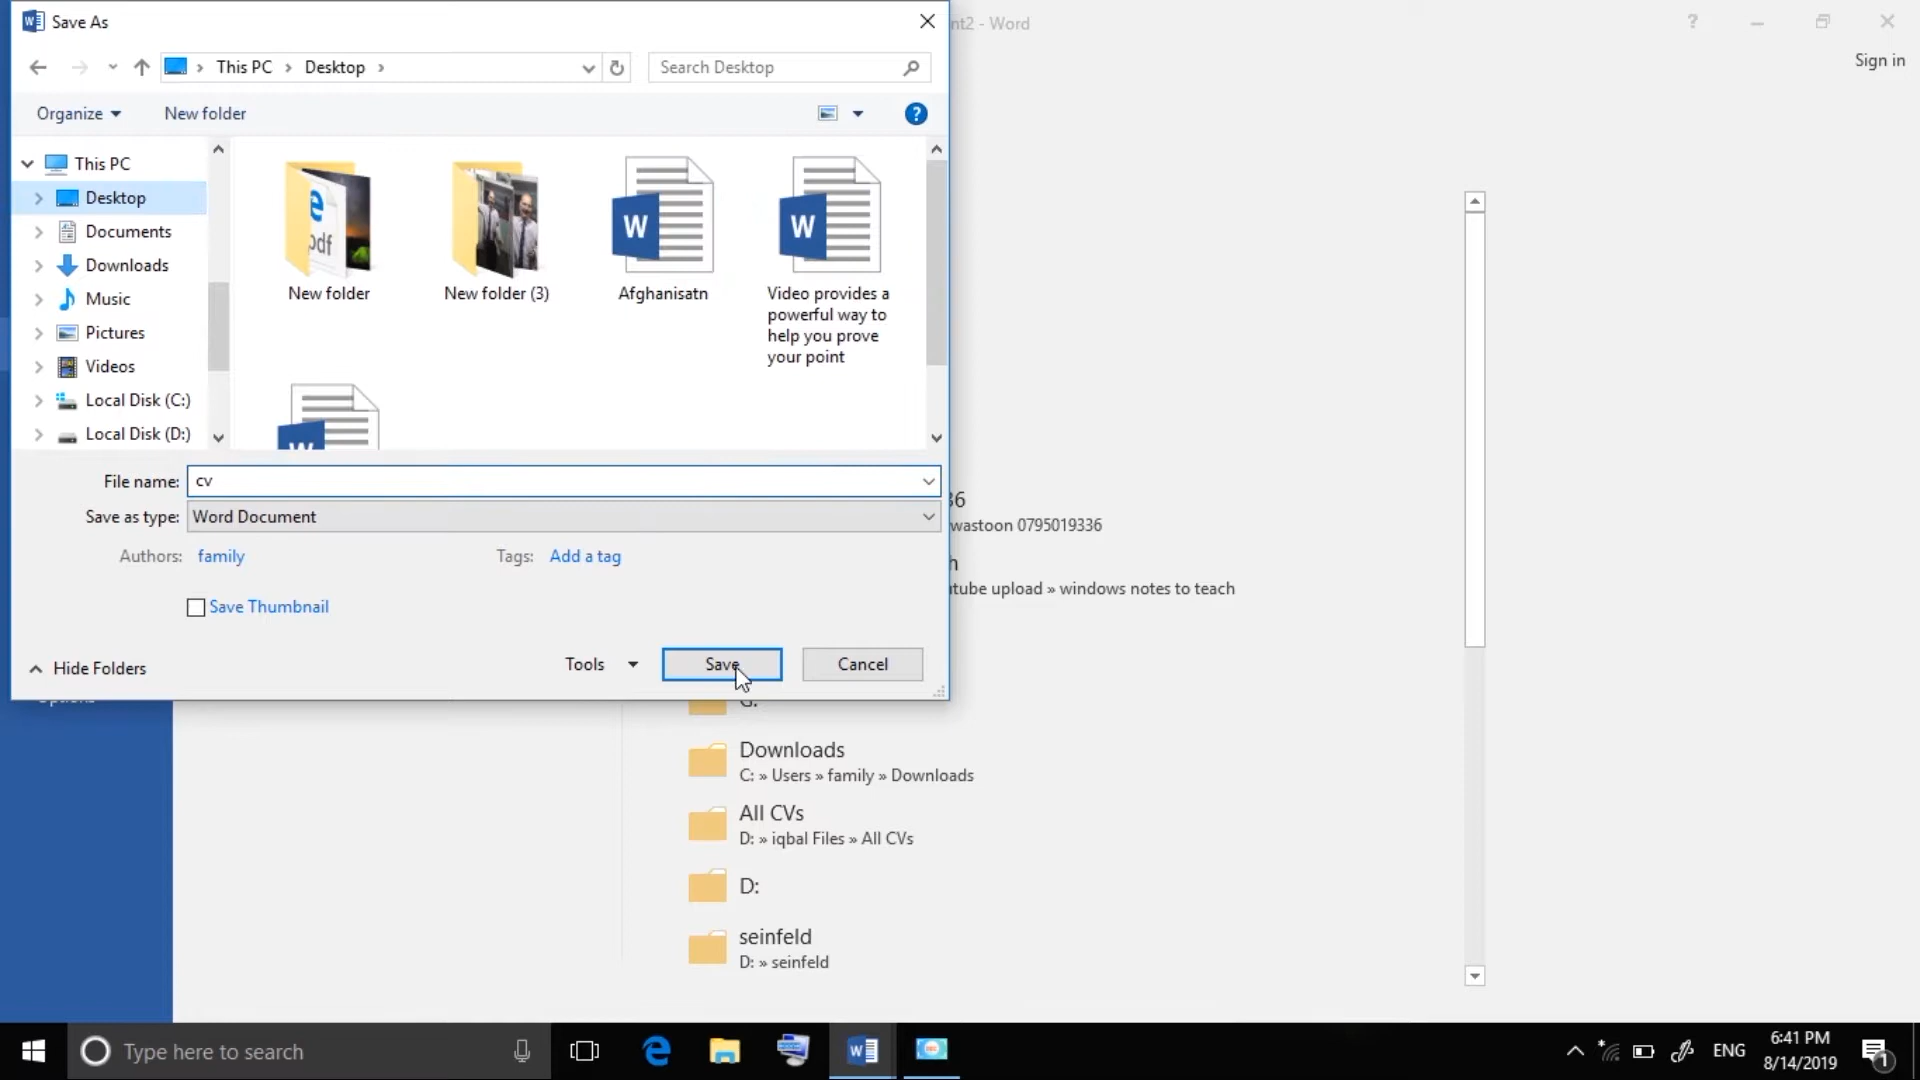 Save As
nt2 - Word
Sign in
This PC
Desktop
Search Desktop
Organize
New folder
This PC
Desktop
Documents
Downloads
Music
Pictures
Videos
Local Disk (C:)
Local Disk (D:)
New folder
New folder (3)
Afghanisatn
Video provides a
powerful way to
help you prove
your point
File name: cv
Save as type: Word Document
Authors: family
Tags: Add a tag
Save Thumbnail
Hide Folders
Tools
Save
Cancel
36
wastoon 0795019336
h
tube upload » windows notes to teach
G:
Downloads
C: » Users » family » Downloads
All CVs
D: » iqbal Files » All CVs
D:
seinfeld
D: » seinfeld
Type here to search
ENG
6:41 PM
8/14/2019
1